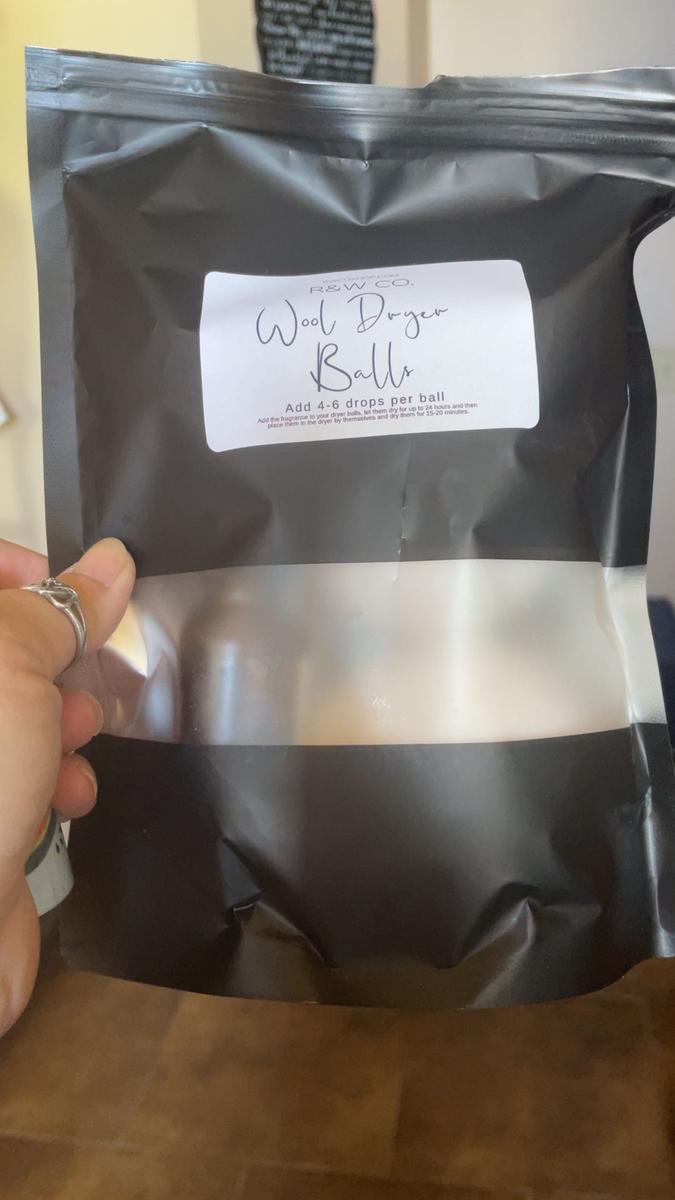 R&W CO.
Wool Dryer
Balls
Add 4-6 drops per ball
Add the fragrance to your dryer balls, let them dry for up to 24 hours and then
place them in the dryer by themselves and dry them for 15-20 minutes.